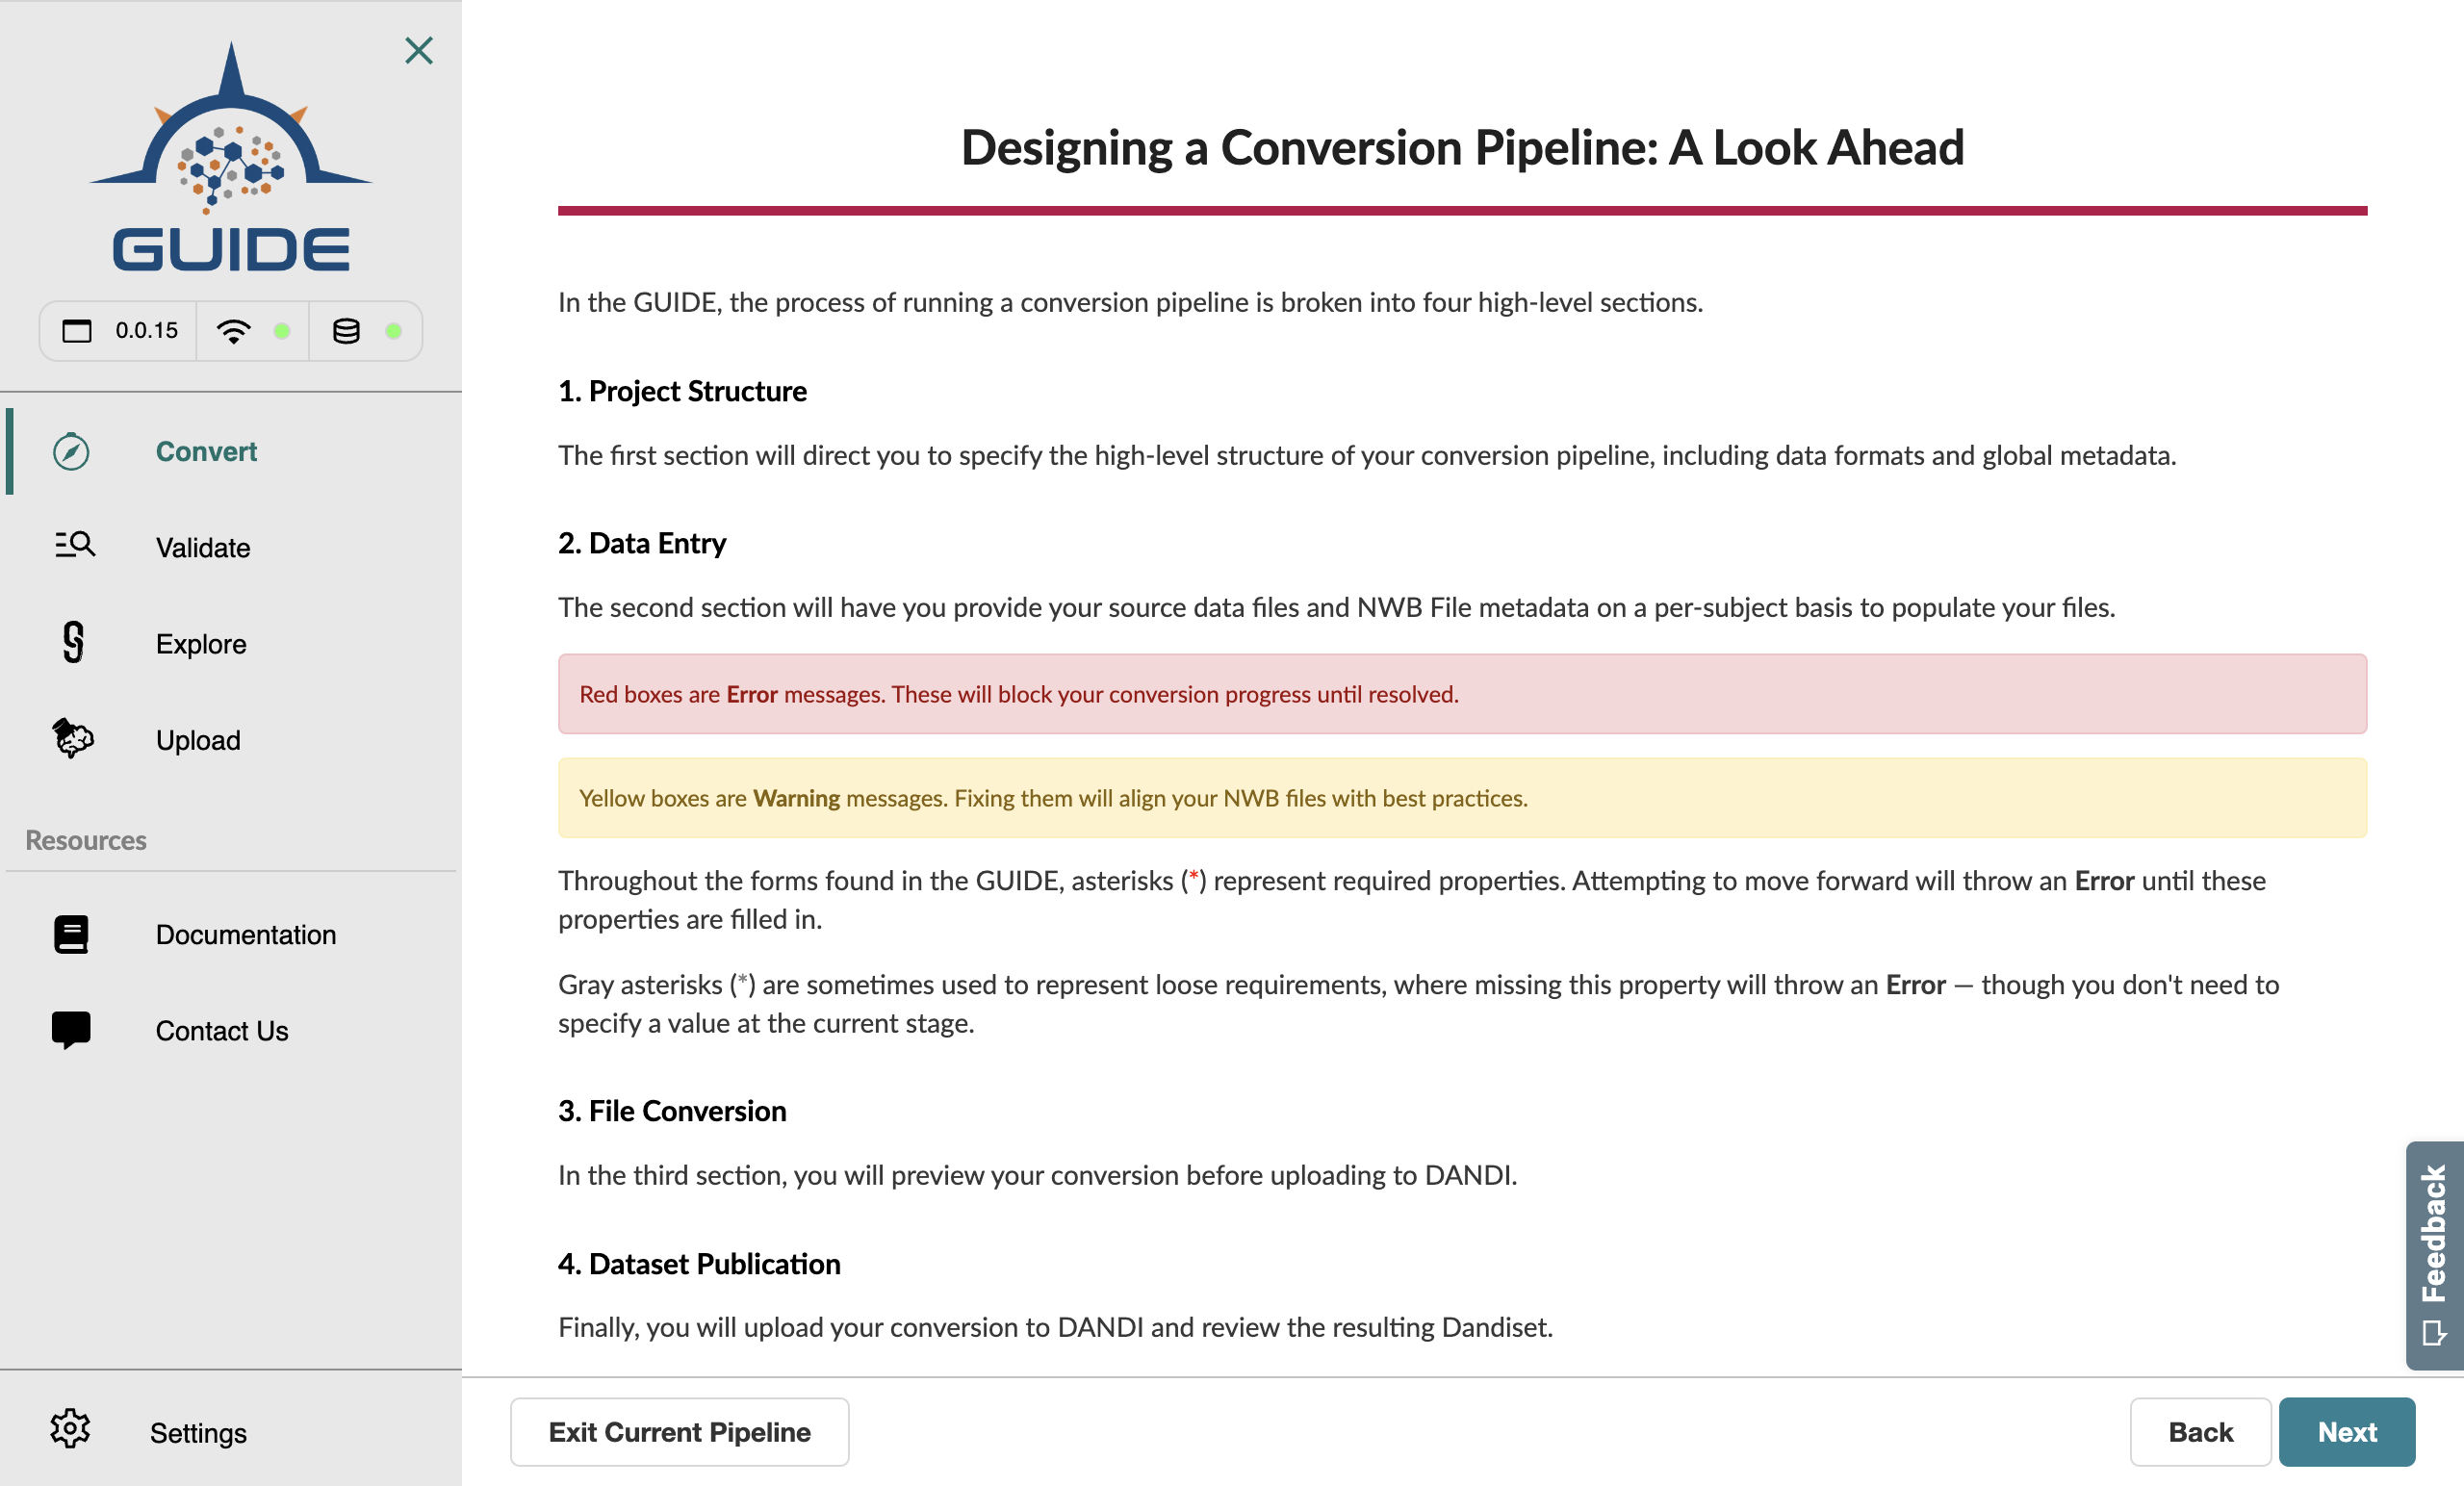 GUIDE
0.0.15
Convert
Validate
Explore
Upload
Resources
Documentation
Contact Us
Settings
Designing a Conversion Pipeline: A Look Ahead
In the GUIDE, the process of running a conversion pipeline is broken into four high-level sections.
1. Project Structure
The first section will direct you to specify the high-level structure of your conversion pipeline, including data formats and global metadata.
2. Data Entry
The second section will have you provide your source data files and NWB File metadata on a per-subject basis to populate your files.
Red boxes are Error messages. These will block your conversion progress until resolved.
Yellow boxes are Warning messages. Fixing them will align your NWB files with best practices.
Throughout the forms found in the GUIDE, asterisks (*) represent required properties. Attempting to move forward will throw an Error until these
properties are filled in.
Gray asterisks (*) are sometimes used to represent loose requirements, where missing this property will throw an Error — though you don't need to
specify a value at the current stage.
3. File Conversion
In the third section, you will preview your conversion before uploading to DANDI.
4. Dataset Publication
Finally, you will upload your conversion to DANDI and review the resulting Dandiset.
Feedback
Exit Current Pipeline
Back
Next